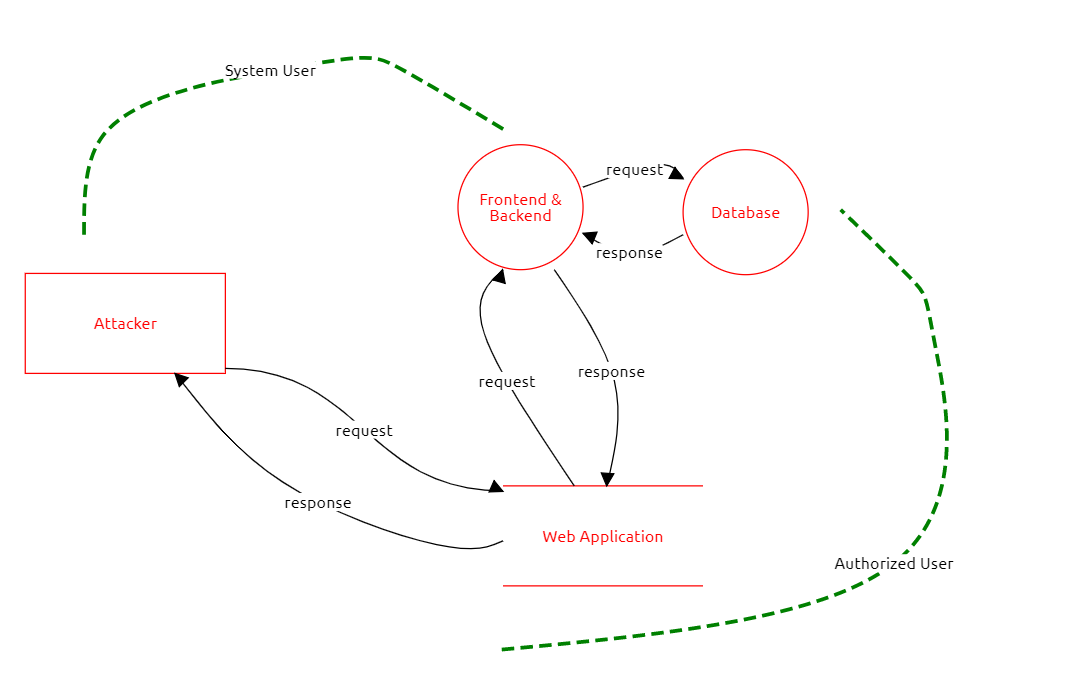 System User
request
Frontend &
Backend
Database
response
Attacker
request
response
request
response
Web Application
Authorized User